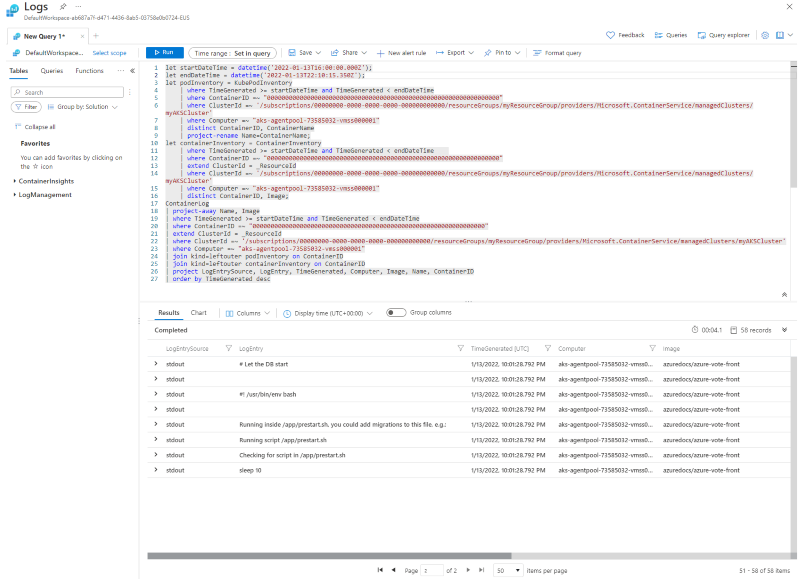 Logs
DefaultWorkspace-ab687a7f-d471-4436-8ab5-03758e0b0724-EUS
New Query 1*
Feedback
Queries
Query explorer
DefaultWorkspace...
Select scope
Run
Time range : Set in query
Save
Share
New alert rule
Export
Pin to
Format query
Tables
Queries
Functions
Search
Filter
Group by: Solution
Collapse all
Favorites
You can add favorites by clicking on
the ☆ icon
ContainerInsights
LogManagement
1 let startDateTime = datetime('2022-01-13T16:00:00.000Z');
2 let endDateTime = datetime('2022-01-13T22:10:15.350Z');
3 let podInventory = KubePodInventory
4 | where TimeGenerated >= startDateTime and TimeGenerated < endDateTime
5 | where ContainerID =~
6 | where ClusterId =~ '/subscriptions/00000000-0000-0000-0000-000000000000/resourceGroups/myResourceGroup/providers/Microsoft.ContainerService/managedClusters/
myAKSCluster'
7 | where Computer =~ "aks-agentpool-73585032-vmss000001"
8 | distinct ContainerID, ContainerName
9 | project-rename Name=ContainerName;
10 let containerInventory = ContainerInventory
11 | where TimeGenerated >= startDateTime and TimeGenerated < endDateTime
12 | where ContainerID =~
13 | extend ClusterId = _ResourceId
14 | where ClusterId =~ '/subscriptions/00000000-0000-0000-0000-000000000000/resourceGroups/myResourceGroup/providers/Microsoft.ContainerService/managedClusters/
myAKSCluster'
15 | where Computer =~ "aks-agentpool-73585032-vmss000001"
16 | distinct ContainerID, Image;
17 ContainerLog
18 | project-away Name, Image
19 | where TimeGenerated >= startDateTime and TimeGenerated < endDateTime
20 | where ContainerID =~
21 | extend ClusterId = _ResourceId
22 | where ClusterId =~ '/subscriptions/00000000-0000-0000-0000-000000000000/resourceGroups/myResourceGroup/providers/Microsoft.ContainerService/managedClusters/myAKSCluster'
23 | where Computer =~ "aks-agentpool-73585032-vmss000001"
24 | join kind=leftouter podInventory on ContainerID
25 | join kind=leftouter containerInventory on ContainerID
26 | project LogEntrySource, LogEntry, TimeGenerated, Computer, Image, Name, ContainerID
27 | order by TimeGenerated desc
Results
Chart
Columns
Display time (UTC+00:00)
Group columns
Completed
00:04.1
58 records
LogEntrySource LogEntry TimeGenerated [UTC] Computer Image
stdout # Let the DB start 1/13/2022, 10:01:28.792 PM aks-agentpool-73585032-vmss0... azuredocs/azure-vote-front
stdout 1/13/2022, 10:01:28.792 PM aks-agentpool-73585032-vmss0... azuredocs/azure-vote-front
stdout #! /usr/bin/env bash 1/13/2022, 10:01:28.792 PM aks-agentpool-73585032-vmss0... azuredocs/azure-vote-front
stdout 1/13/2022, 10:01:28.792 PM aks-agentpool-73585032-vmss0... azuredocs/azure-vote-front
stdout Running inside /app/prestart.sh, you could add migrations to this file, e.g.: 1/13/2022, 10:01:28.792 PM aks-agentpool-73585032-vmss0... azuredocs/azure-vote-front
stdout Running script /app/prestart.sh 1/13/2022, 10:01:28.792 PM aks-agentpool-73585032-vmss0... azuredocs/azure-vote-front
stdout Checking for script in /app/prestart.sh 1/13/2022, 10:01:28.792 PM aks-agentpool-73585032-vmss0... azuredocs/azure-vote-front
stdout sleep 10 1/13/2022, 10:01:28.792 PM aks-agentpool-73585032-vmss0... azuredocs/azure-vote-front
Page of 2
50 items per page
51 - 58 of 58 items